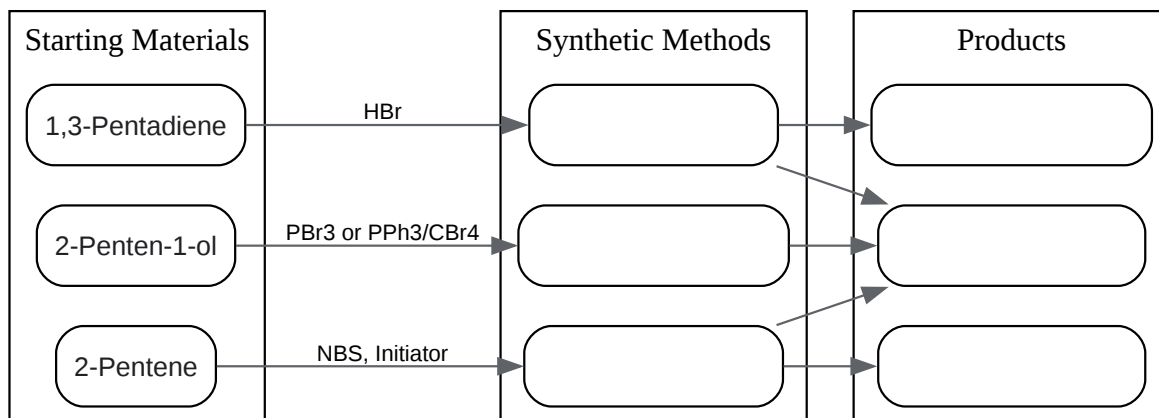 Starting Materials
Synthetic Methods
Products
1,3-Pentadiene
HBr
2-Penten-1-ol
PBr3 or PPh3/CBr4
2-Pentene
NBS, Initiator